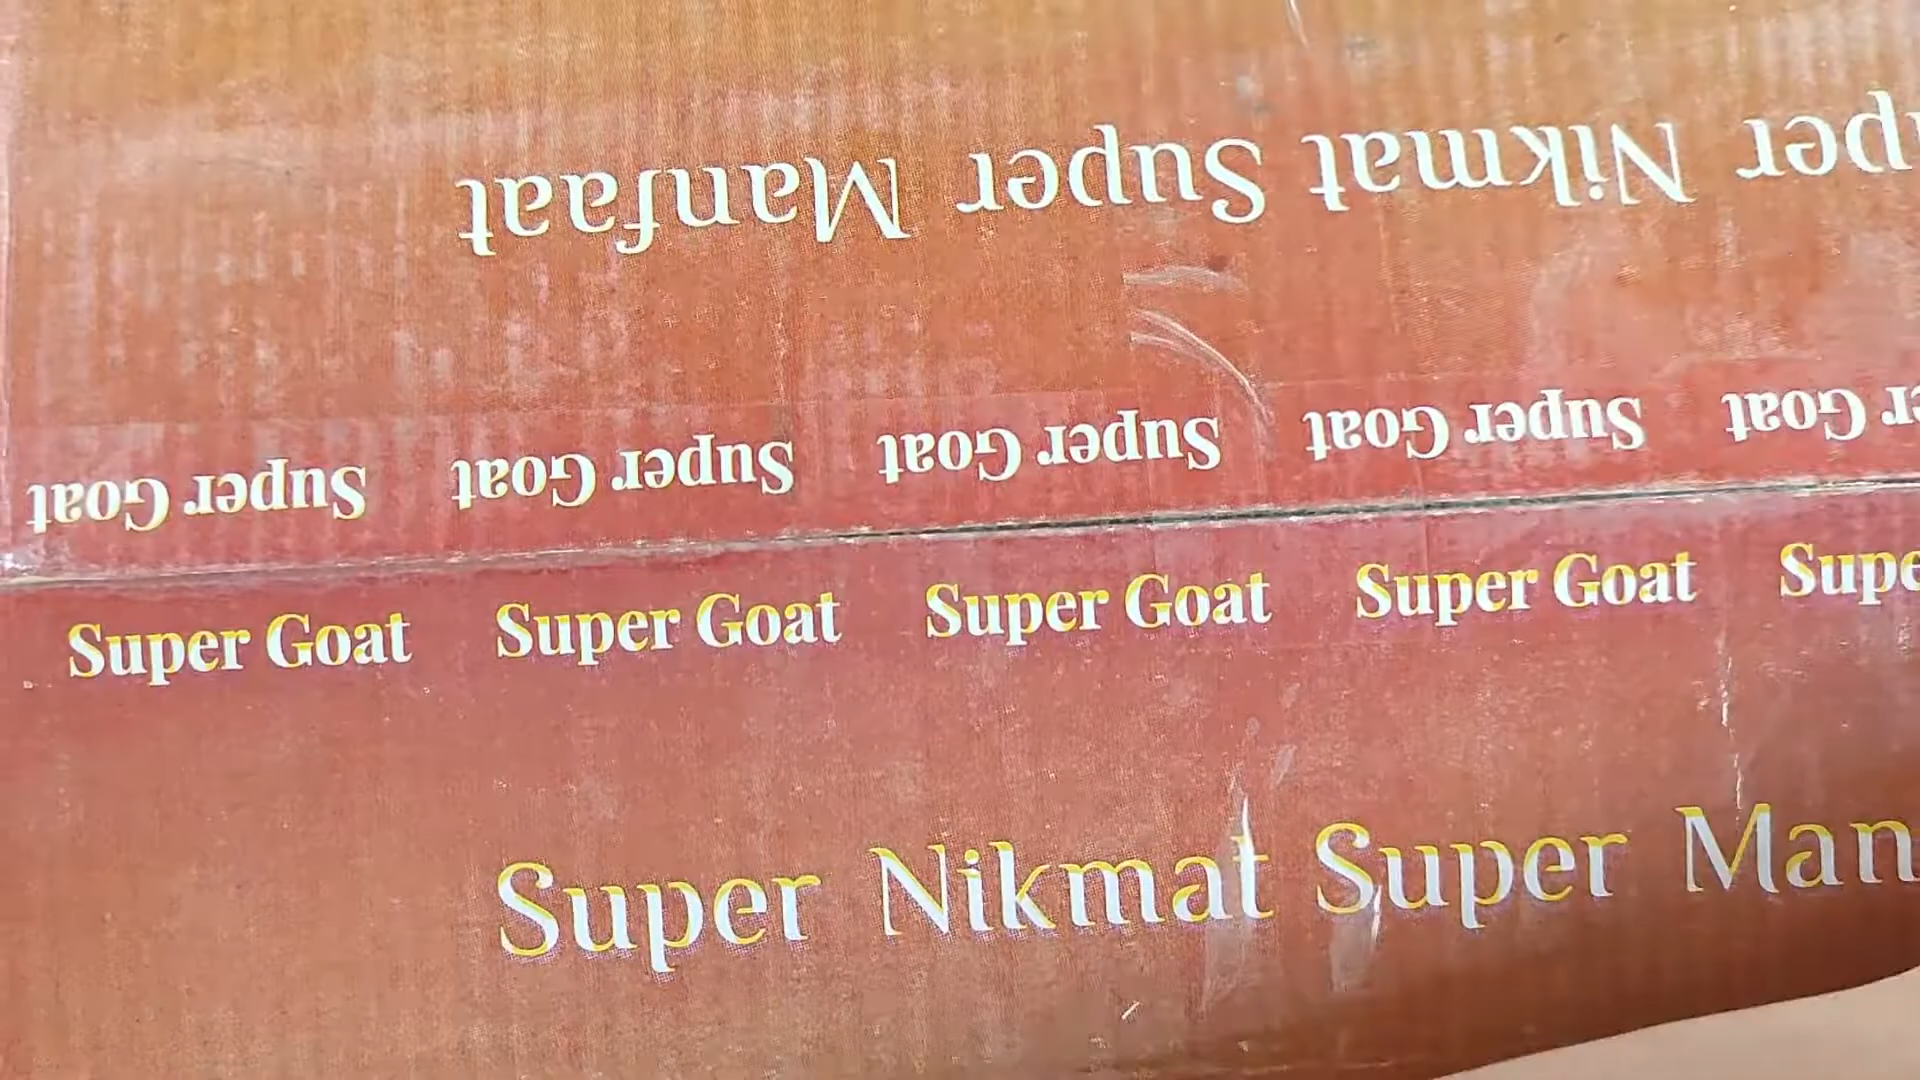 per Nikmat Super Manfaat
er Goat Super Goat Super Goat Super Goat Super Goat
Super Goat Super Goat Super Goat Super Goat Supe
Super Nikmat Super Man